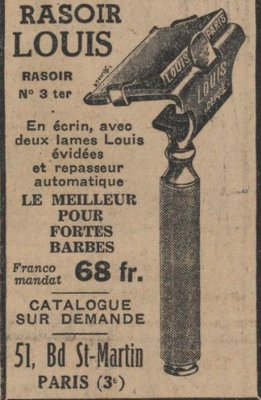 RASOIR
LOUIS
RASOIR
Nº 3 ter
En écrin, avec
deux lames Louis
évidées
et repasseur
automatique
LE MEILLEUR
POUR
FORTES
BARBES
Franco
mandat 68 fr.
CATALOGUE
SUR DEMANDE
51, Bd St-Martin
PARIS (3ᵉ)
LOUIS
PARIS
LOUIS